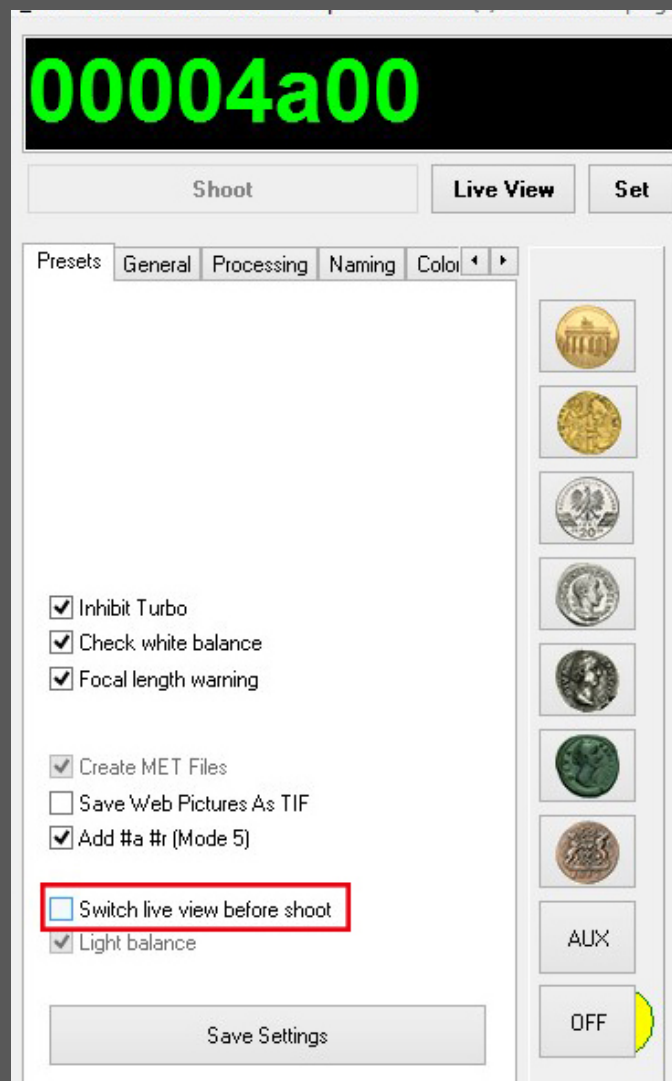 00004a00
Shoot Live View Set
Presets General Processing Naming Color
Inhibit Turbo
Check white balance
Focal length warning
Create MET Files
Save Web Pictures As TIF
Add #a #r (Mode 5)
Switch live view before shoot
Light balance
AUX
Save Settings
OFF
20